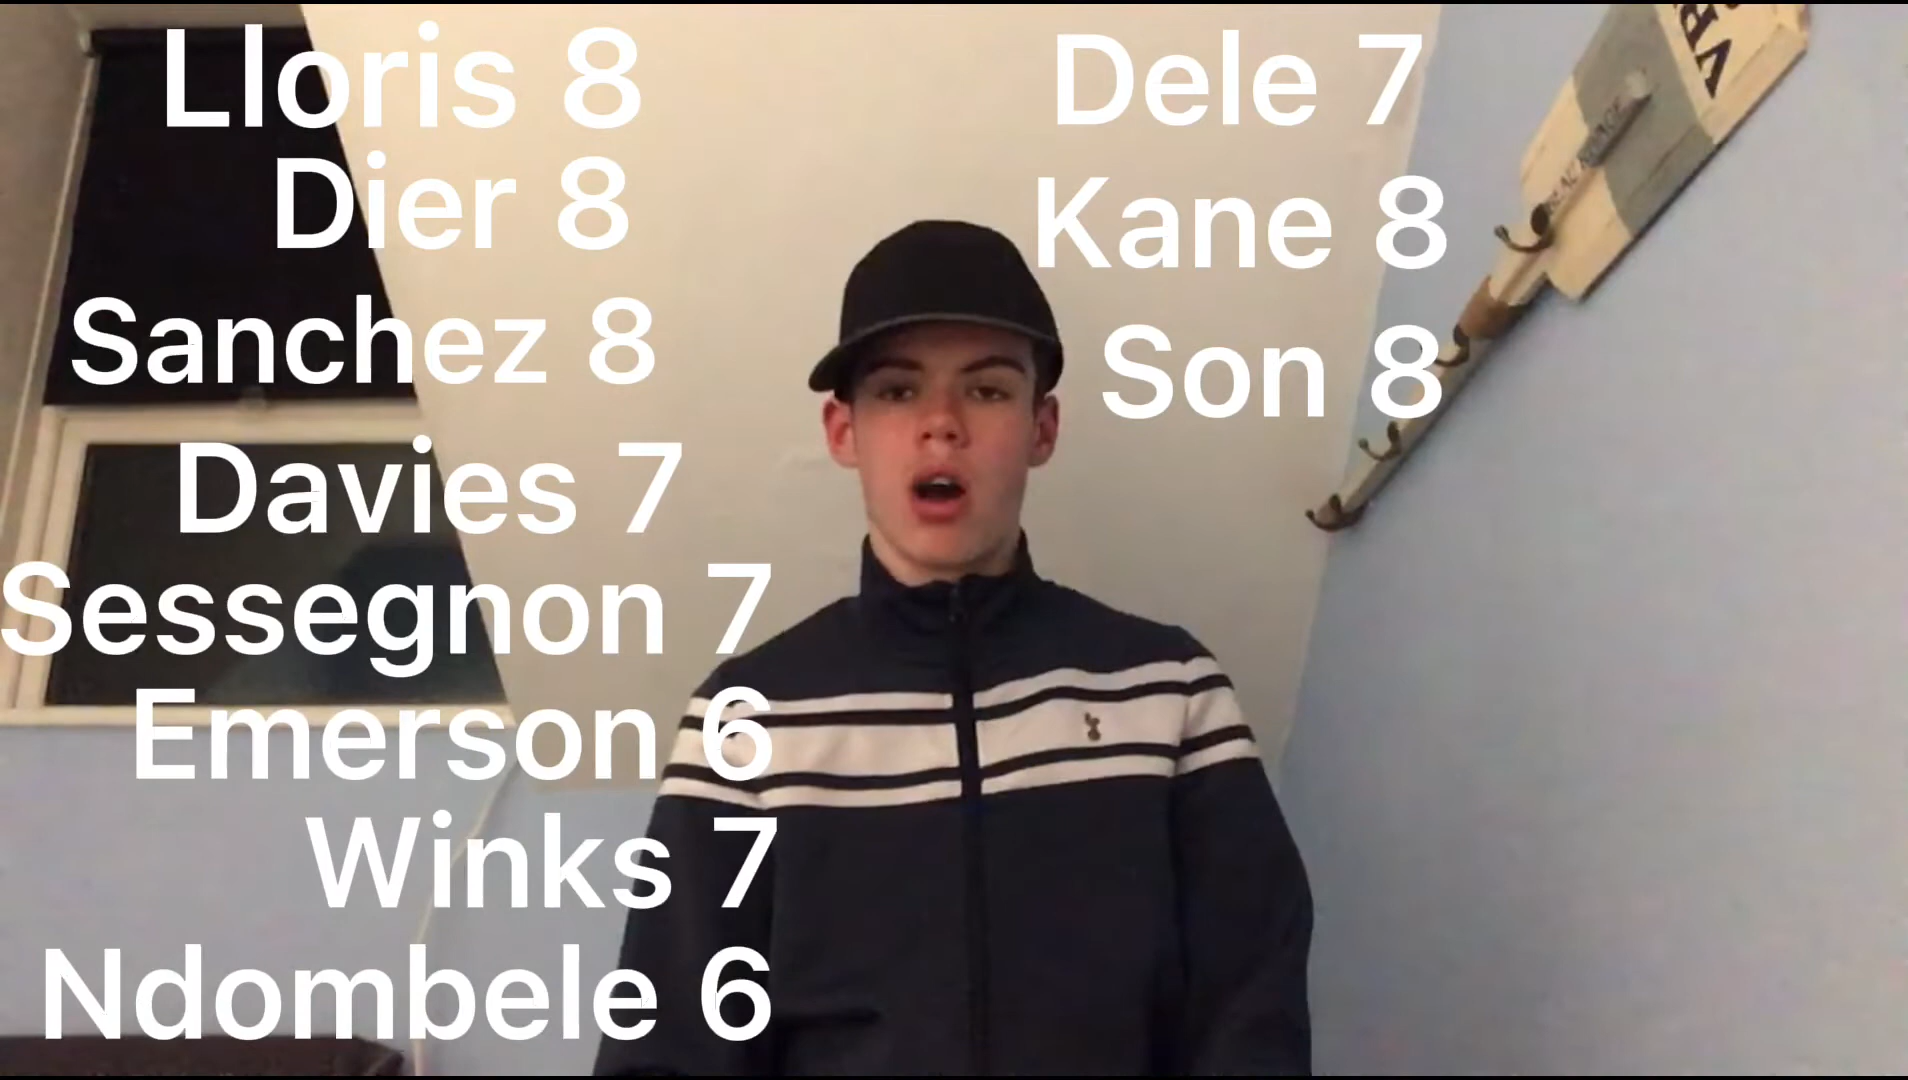 Lloris 8
Dier 8
Sanchez 8
Davies 7
Sessegnon 7
Emerson 6
Winks 7
Ndombele 6
Dele 7
Kane 8
Son 8